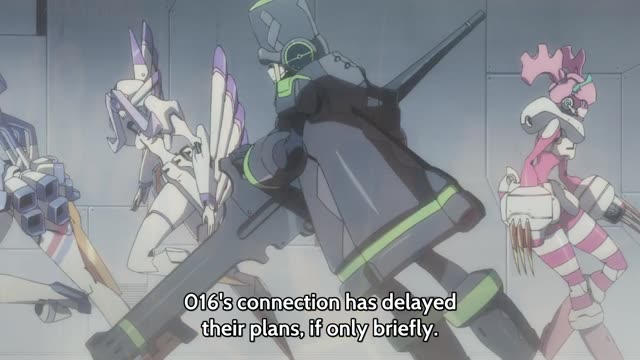 016's connection has delayed
their plans, if only briefly.